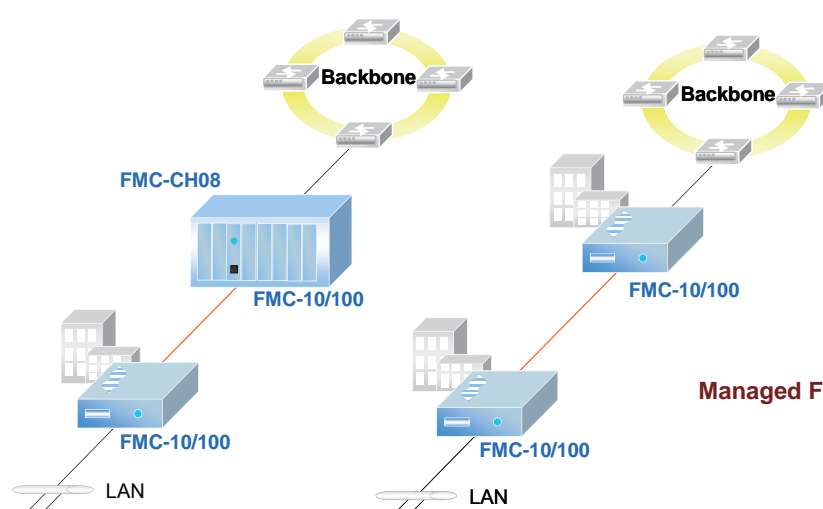 Backbone
Backbone
FMC-CH08
FMC-10/100
FMC-10/100
Managed F
FMC-10/100
FMC-10/100
LAN
LAN